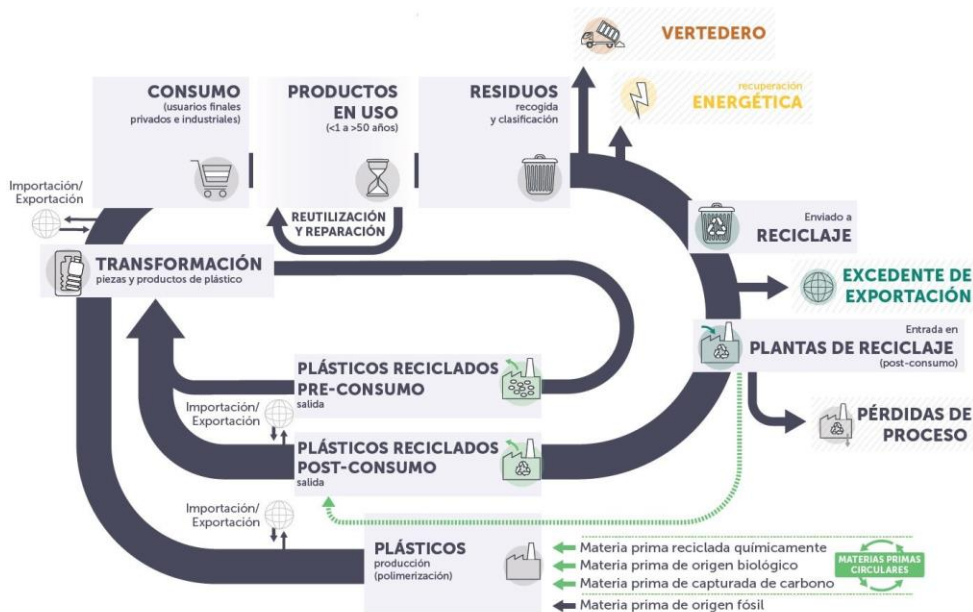 VERTEDERO
recuperación
ENERGÉTICA
CONSUMO
(usuarios finales
privados e industriales)
PRODUCTOS
EN USO
(<1 a >50 años)
RESIDUOS
recogida
y clasificación
Importación/
Exportación
REUTILIZACIÓN
Y REPARACIÓN
Enviado a
RECICLAJE
TRANSFORMACIÓN
piezas y productos de plástico
EXCEDENTE DE
EXPORTACIÓN
Entrada en
PLANTAS DE RECICLAJE
(post-consumo)
PLÁSTICOS RECICLADOS
PRE-CONSUMO
salida
Importación/
Exportación
PÉRDIDAS DE
PROCESO
PLÁSTICOS RECICLADOS
POST-CONSUMO
salida
Importación/
Exportación
PLÁSTICOS
producción
(polimerización)
Materia prima reciclada químicamente
Materia prima de origen biológico
Materia prima de capturada de carbono
Materia prima de origen fósil
MATERIAS PRIMAS
CIRCULARES